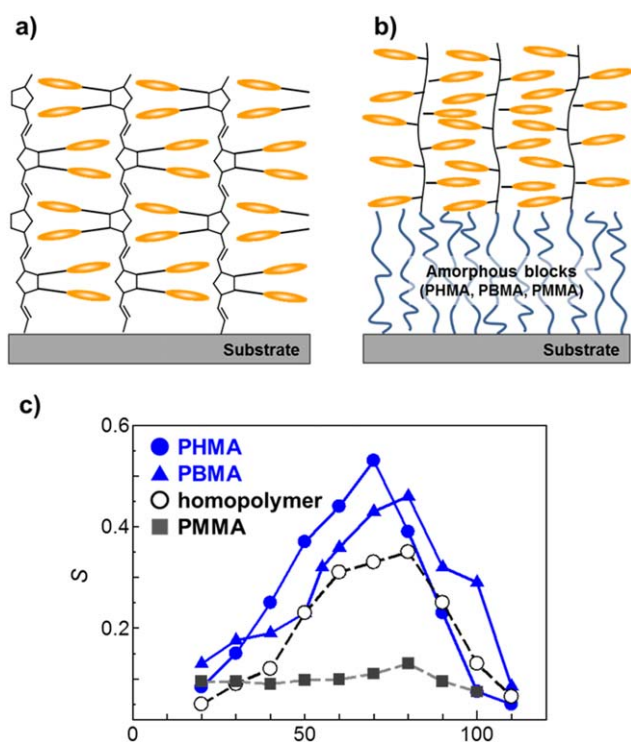 a)
Substrate
b)
Amorphous blocks
(PHMA, PBMA, PMMA)
Substrate
c)
0.6
0.4
0.2
S
PHMA
PBMA
homopolymer
PMMA
0
50
100